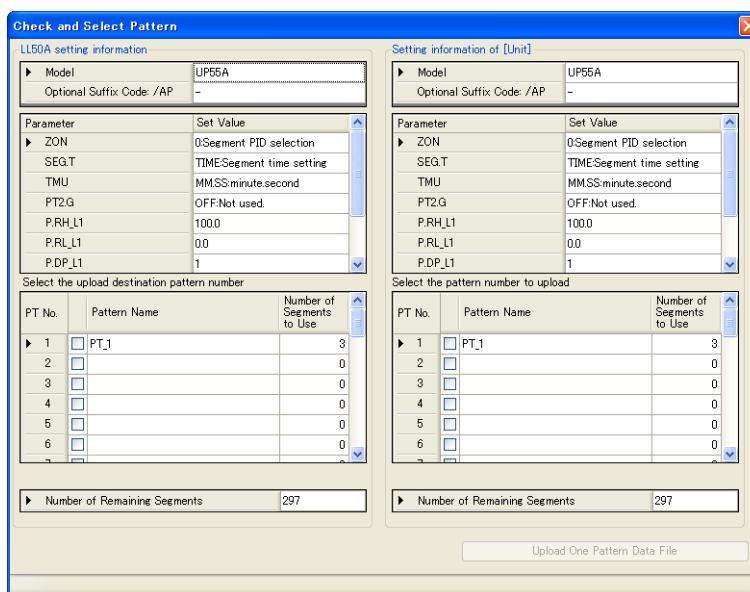 Check and Select Pattern
LL50A setting information
Model UP55A
Optional Suffix Code: /AP -
Parameter Set Value
ZON 0:Segment PID selection
SEG.T TIME:Segment time setting
TMU MM.SS:minute.second
PT2.G OFF:Not used.
P.RH_L1 100.0
P.RL_L1 0.0
P.DP_L1 1
Select the upload destination pattern number
PT No. Pattern Name Number of Segments to Use
1 PT_1 3
2 0
3 0
4 0
5 0
6 0
Number of Remaining Segments 297
Setting information of [Unit]
Model UP55A
Optional Suffix Code: /AP -
Parameter Set Value
ZON 0:Segment PID selection
SEG.T TIME:Segment time setting
TMU MM.SS:minute.second
PT2.G OFF:Not used.
P.RH_L1 100.0
P.RL_L1 0.0
P.DP_L1 1
Select the pattern number to upload
PT No. Pattern Name Number of Segments to Use
1 PT_1 3
2 0
3 0
4 0
5 0
6 0
Number of Remaining Segments 297
Upload One Pattern Data File